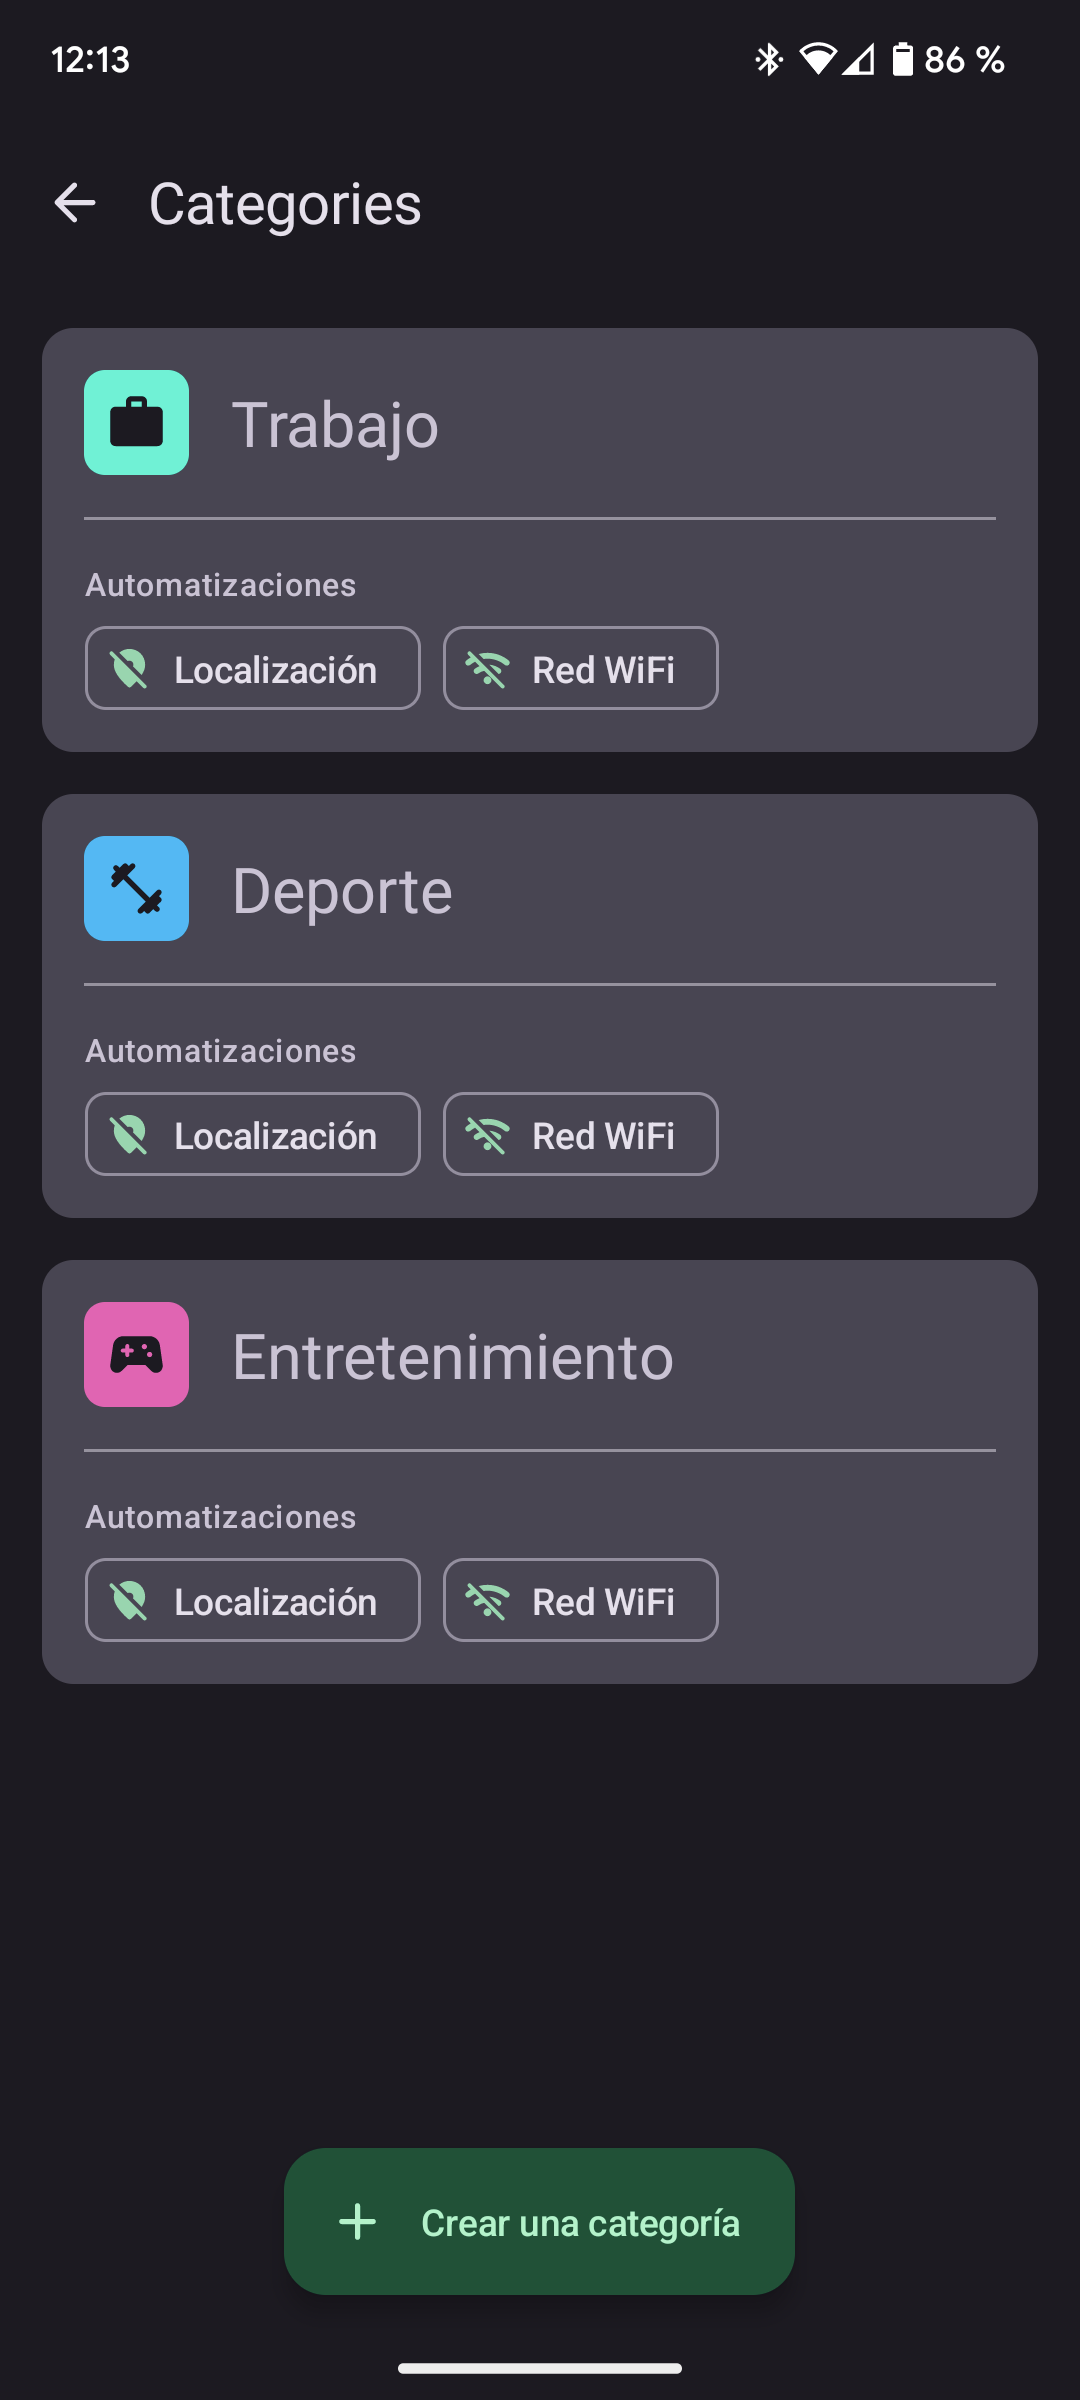 12:13 86 %
Categories
Trabajo
Automatizaciones
Localización Red WiFi
Deporte
Automatizaciones
Localización Red WiFi
Entretenimiento
Automatizaciones
Localización Red WiFi
Crear una categoría